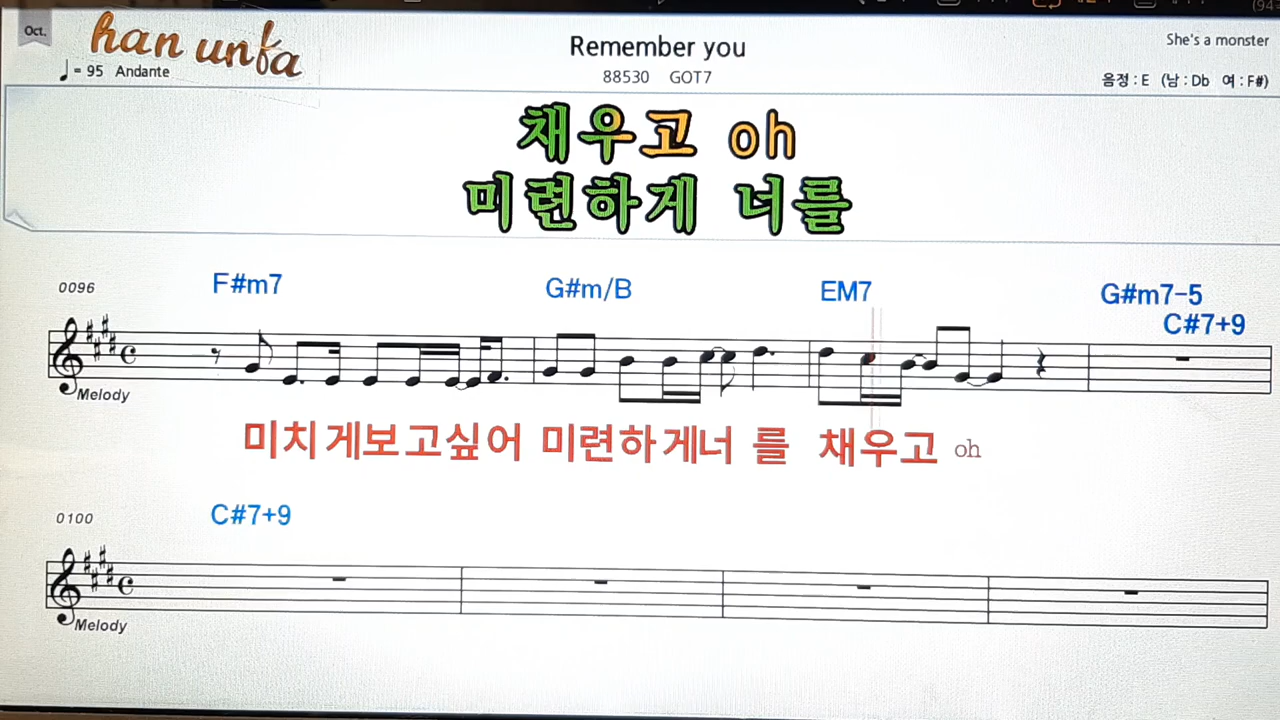 Oct.
han unfa
♩= 95 Andante
Remember you
88530 GOT7
She's a monster
음정 : E (남 : Db 여 : F#)
채우고 oh
미련하게 너를
0096
F#m7 G#m/B EM7 G#m7-5
C#7+9
Melody
미치게보고싶어 미련하게너 를 채우고 oh
0100
C#7+9
Melody